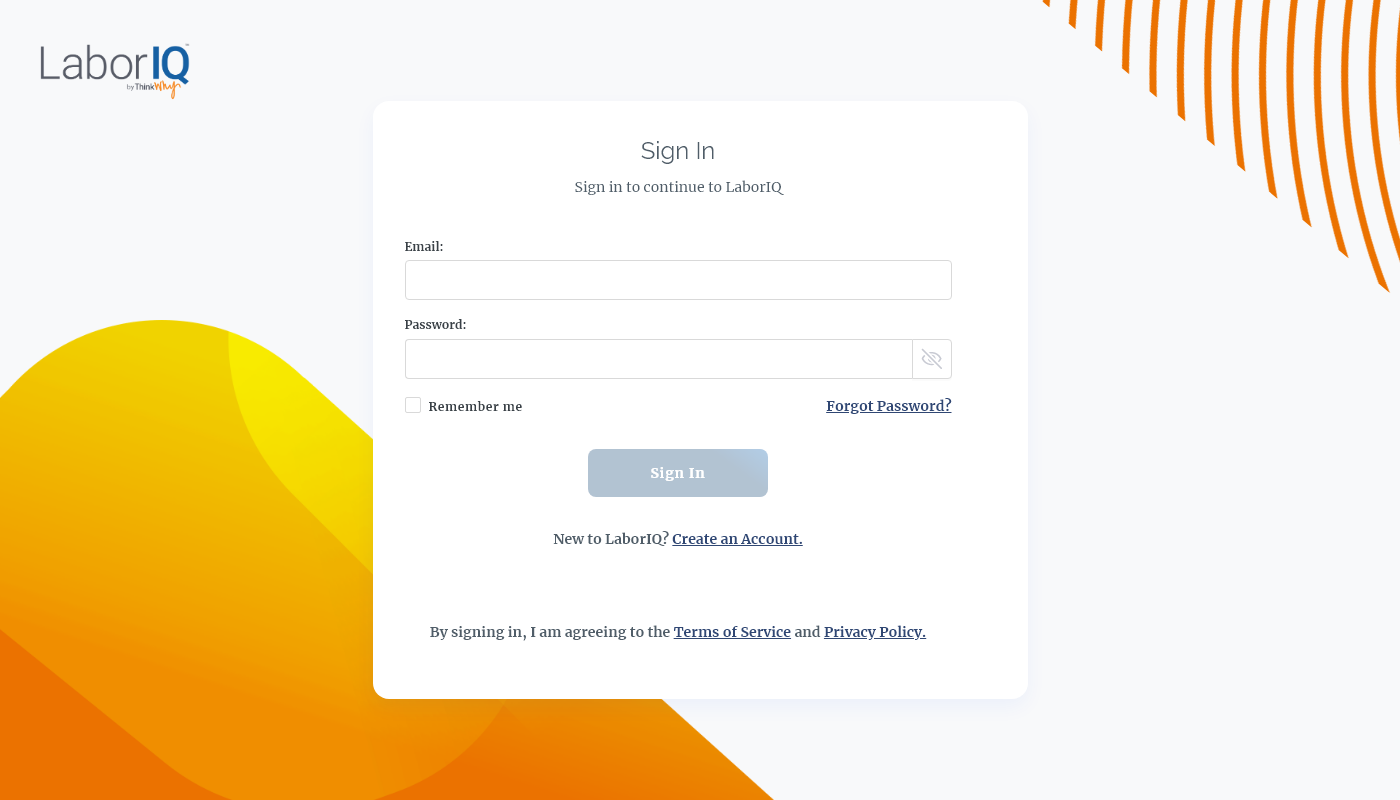 LaborIQ™
by ThinkWhy
Sign In
Sign in to continue to LaborIQ
Email:
Password:
Remember me
Forgot Password?
Sign In
New to LaborIQ? Create an Account.
By signing in, I am agreeing to the Terms of Service and Privacy Policy.